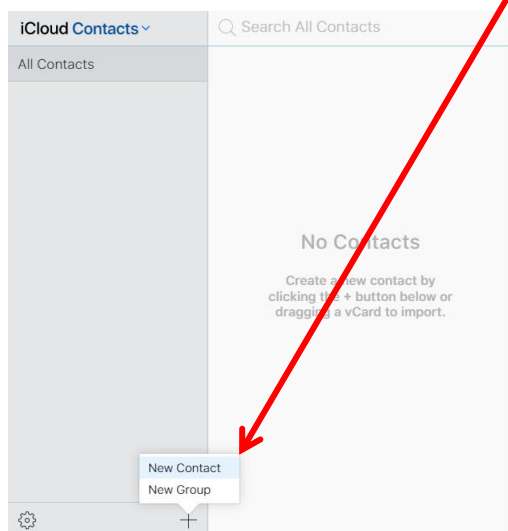 iCloud Contacts
Search All Contacts
All Contacts
No Contacts
Create a new contact by
clicking the + button below or
dragging a vCard to import.
New Contact
New Group